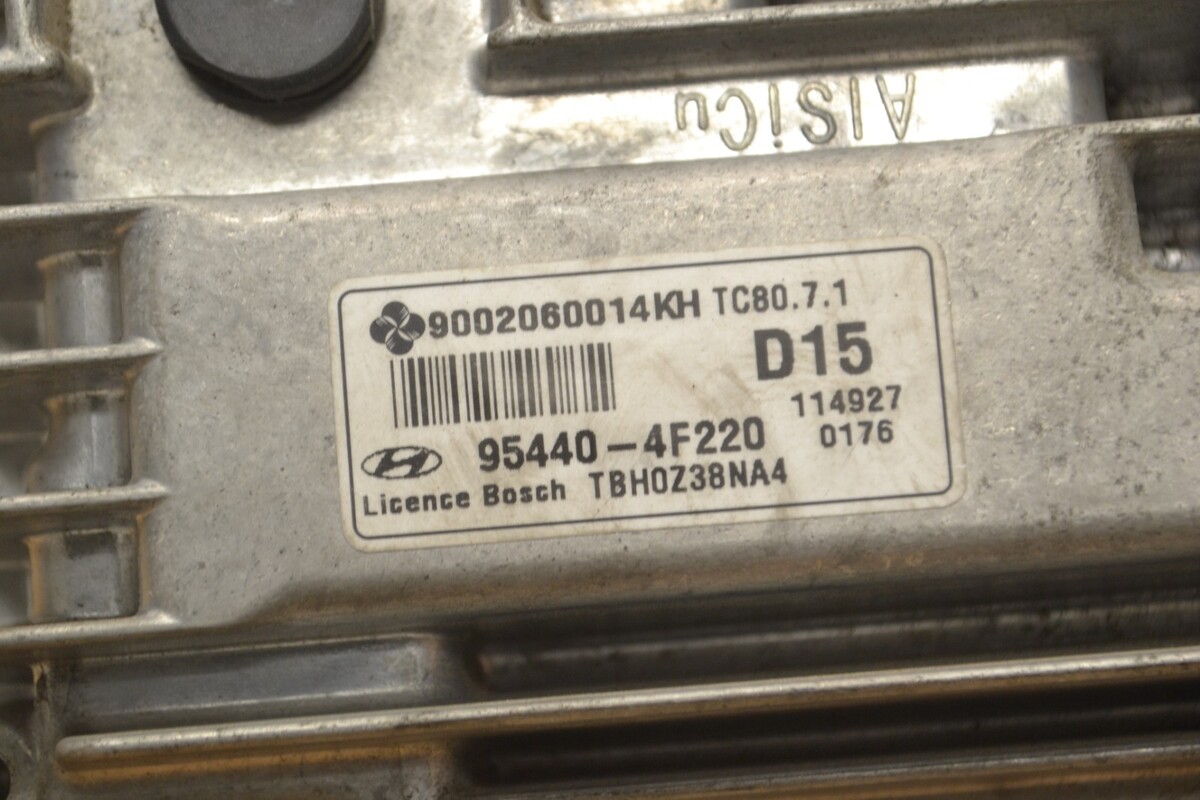 AlSiCu
9002060014KH TC80.7.1
D15
114927
95440-4F220 0176
Licence Bosch TBH0Z38NA4